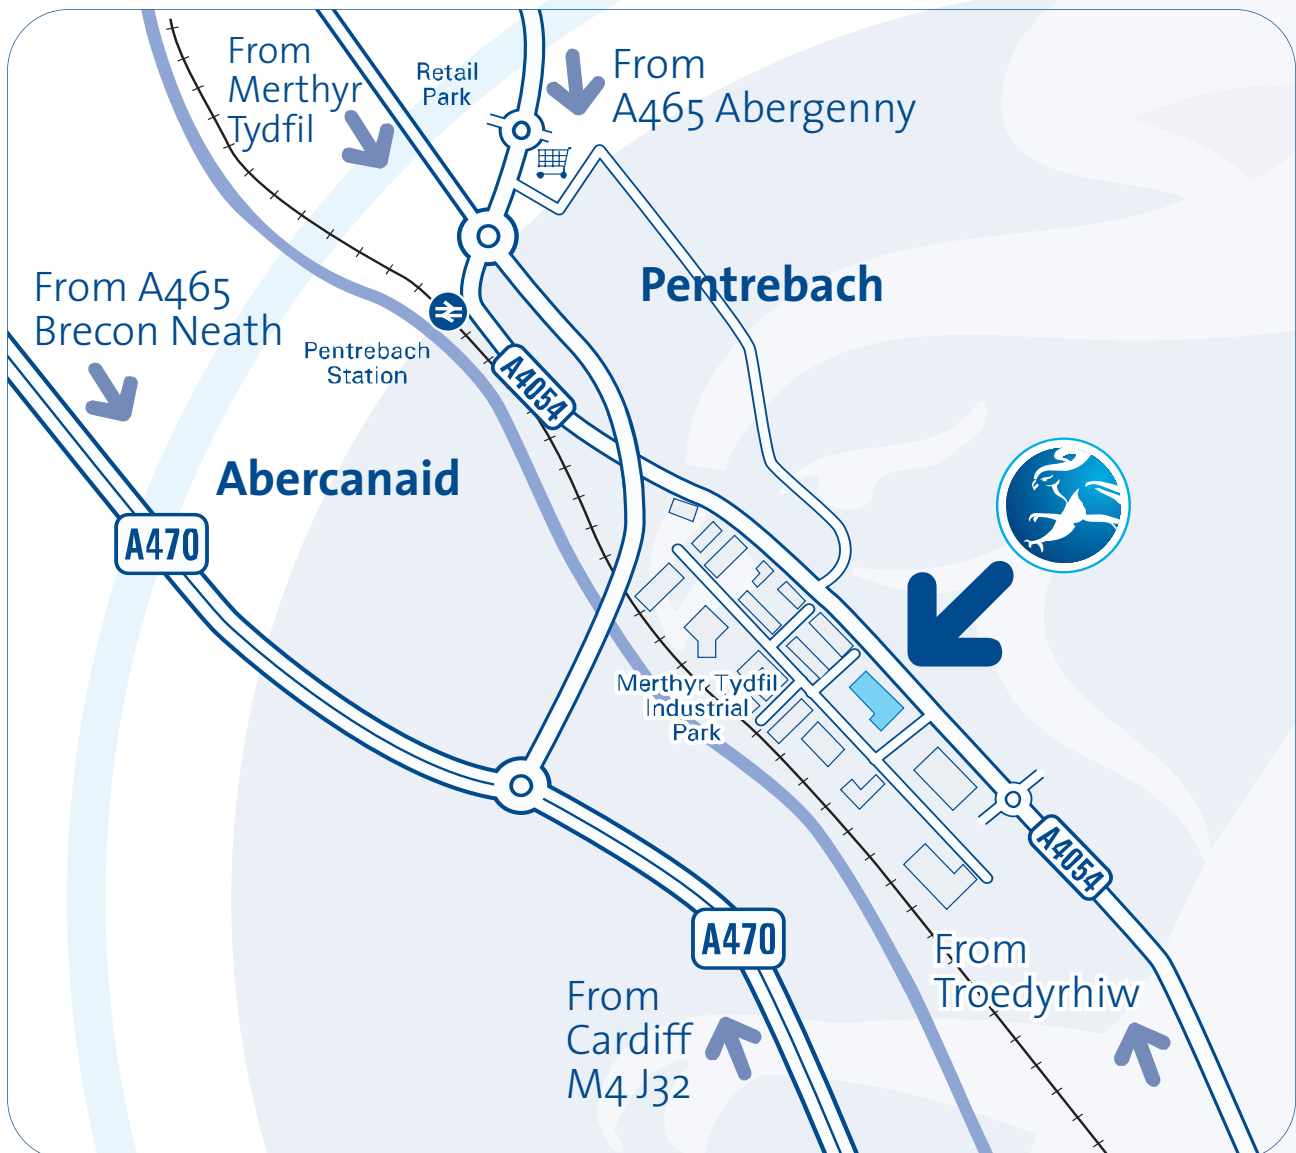 From
Merthyr
Tydfil
Retail
Park
From
A465 Abergenny
From A465
Brecon Neath
Pentrebach
Pentrebach
Station
A4054
Abercanaid
A470
Merthyr Tydfil
Industrial
Park
A4054
A470
From
Troedyrhiw
From
Cardiff
M4 J32